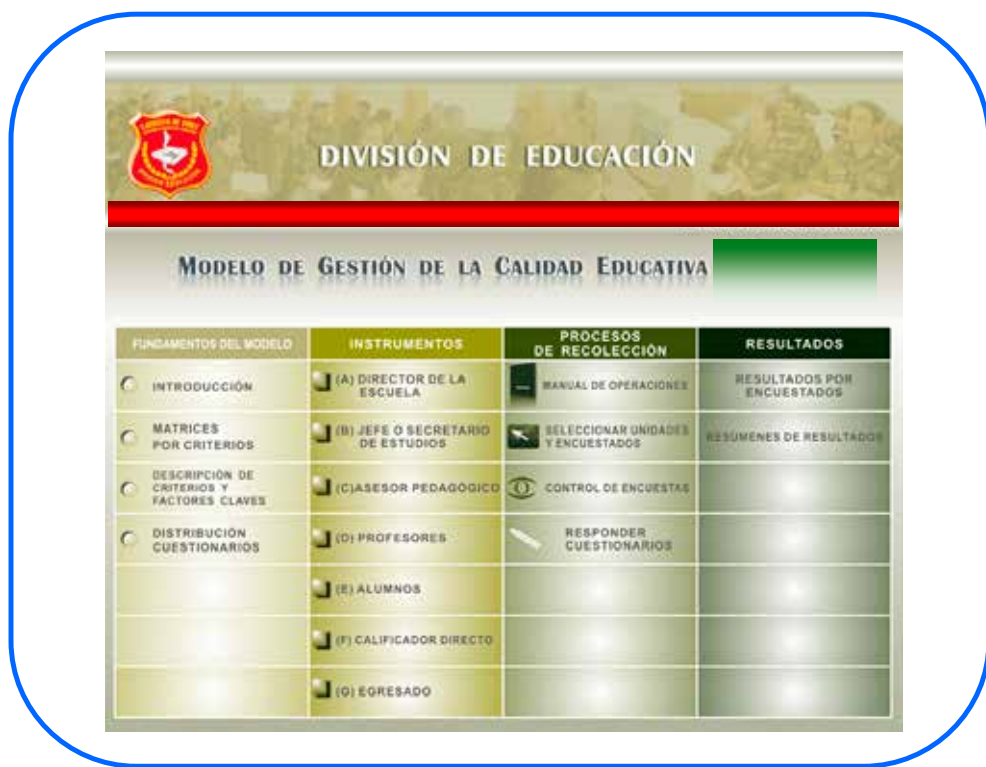 DIVISIÓN DE EDUCACIÓN
MODELO DE GESTIÓN DE LA CALIDAD EDUCATIVA
FUNDAMENTOS DEL MODELO
INTRODUCCIÓN
MATRICES
POR CRITERIOS
DESCRIPCIÓN DE
CRITERIOS Y
FACTORES CLAVES
DISTRIBUCIÓN
CUESTIONARIOS
INSTRUMENTOS
(A) DIRECTOR DE LA
ESCUELA
(B) JEFE O SECRETARIO
DE ESTUDIOS
(C)ASESOR PEDAGÓGICO
(D) PROFESORES
(E) ALUMNOS
(F) CALIFICADOR DIRECTO
(G) EGRESADO
PROCESOS
DE RECOLECCIÓN
MANUAL DE OPERACIONES
SELECCIONAR UNIDADES
Y ENCUESTADOS
CONTROL DE ENCUESTAS
RESPONDER
CUESTIONARIOS
RESULTADOS
RESULTADOS POR
ENCUESTADOS
RESÚMENES DE RESULTADOS